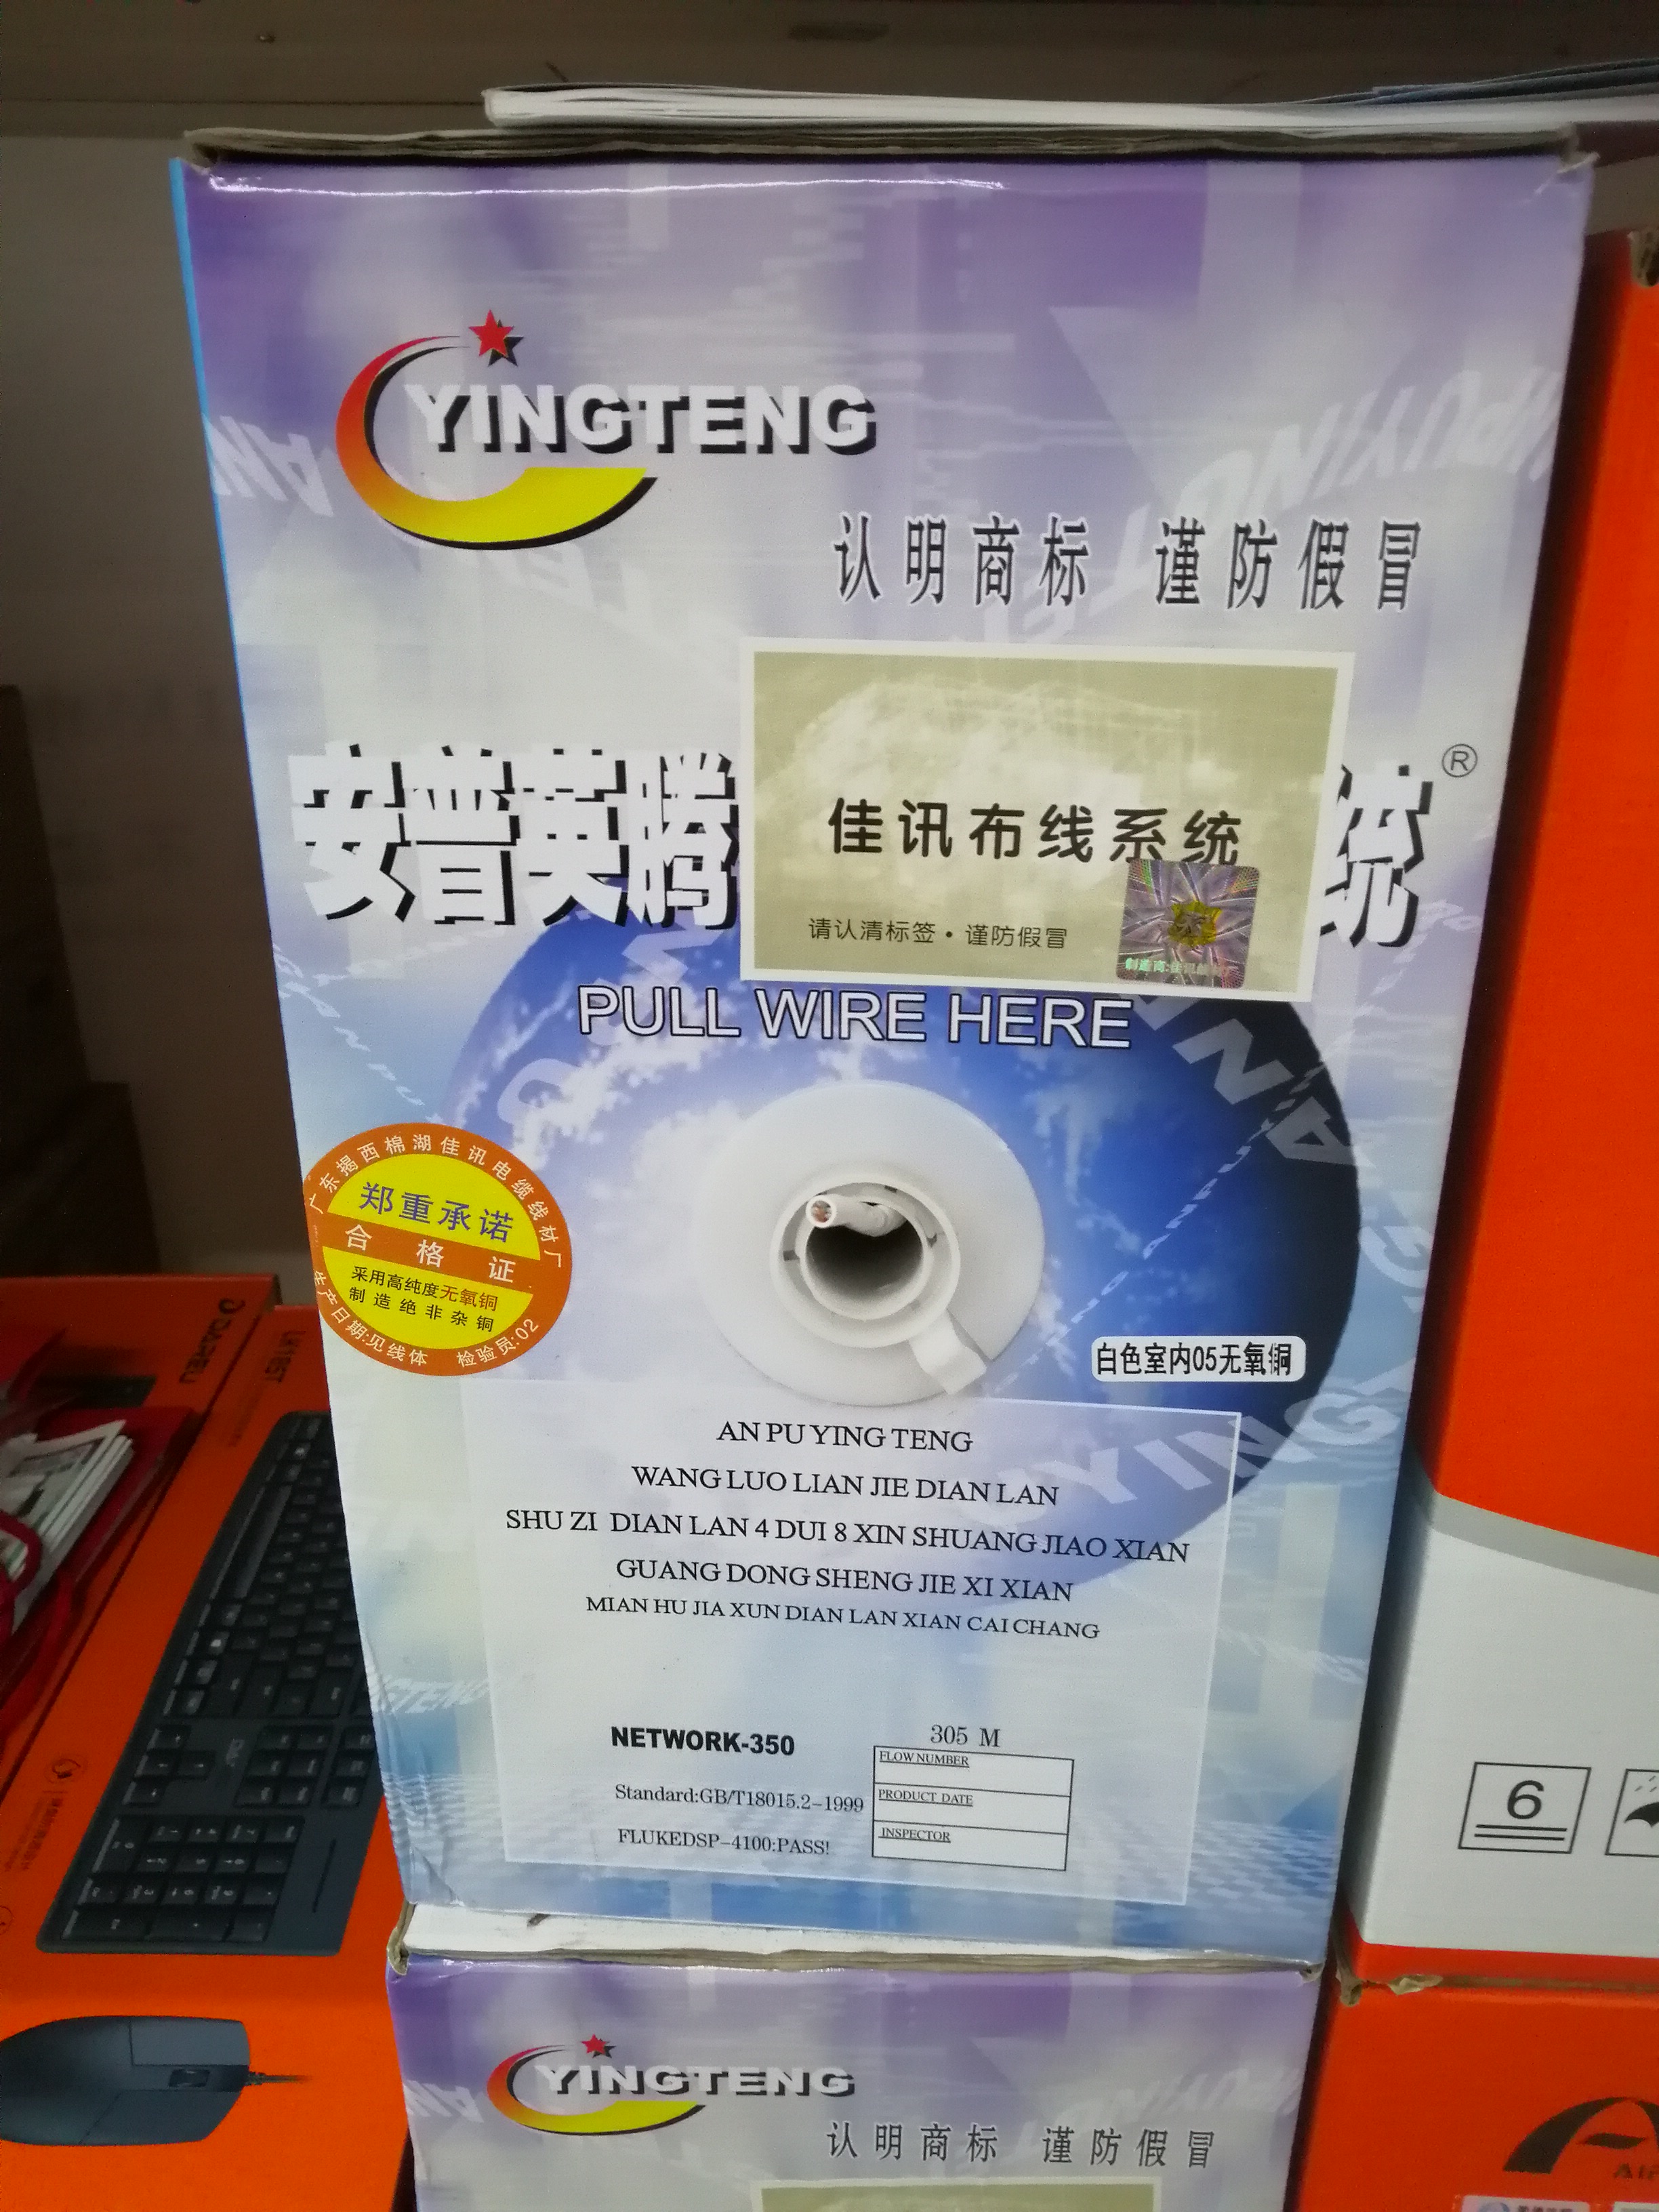 YINGTENG
认明商标 谨防假冒
安普英腾
统®
佳讯布线系统
请认清标签·谨防假冒
PULL WIRE HERE
广东揭西棉湖佳讯电缆线材厂
郑重承诺
合格证
采用高纯度无氧铜
制造绝非杂铜
生产日期:见线体 检验员:02
白色室内05无氧铜
AN PU YING TENG
WANG LUO LIAN JIE DIAN LAN
SHU ZI DIAN LAN 4 DUI 8 XIN SHUANG JIAO XIAN
GUANG DONG SHENG JIE XI XIAN
MIAN HU JIA XUN DIAN LAN XIAN CAI CHANG
NETWORK-350
305 M
FLOW NUMBER
Standard:GB/T18015.2-1999
PRODUCT DATE
FLUKEDSP-4100:PASS!
INSPECTOR
DAREU
LK185T
6
YINGTENG
认明商标 谨防假冒